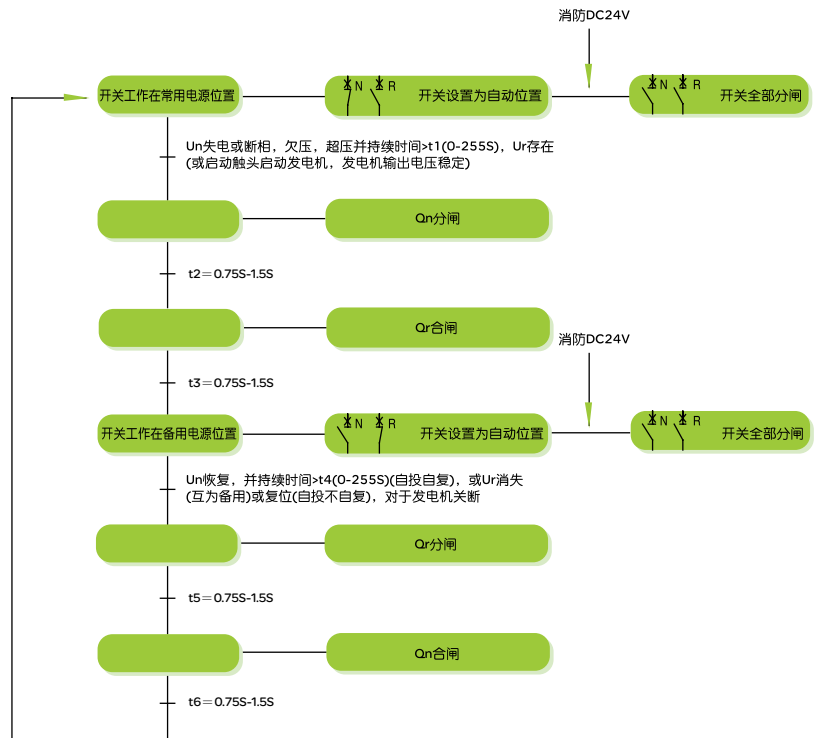 消防DC24V
开关工作在常用电源位置
N R 开关设置为自动位置
N R 开关全部分闸
Un失电或断相，欠压，超压并持续时间>t1(0-255S)，Ur存在
(或启动触头启动发电机，发电机输出电压稳定)
Qn分闸
t2=0.75S-1.5S
Qr合闸
消防DC24V
t3=0.75S-1.5S
开关工作在备用电源位置
N R 开关设置为自动位置
N R 开关全部分闸
Un恢复，并持续时间>t4(0-255S)(自投自复)，或Ur消失
(互为备用)或复位(自投不自复)，对于发电机关断
Qr分闸
t5=0.75S-1.5S
Qn合闸
t6=0.75S-1.5S